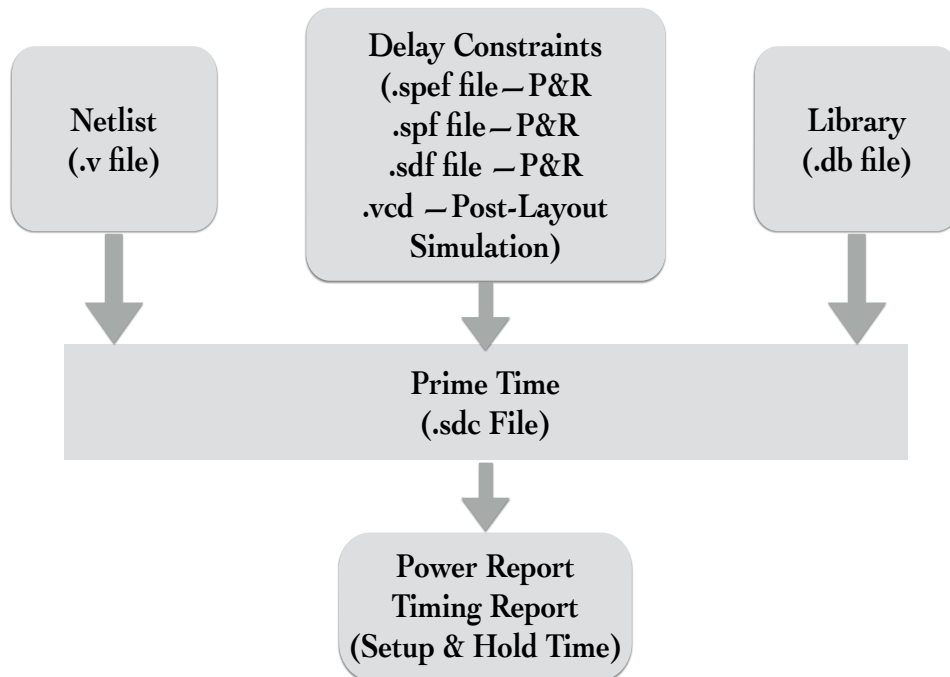 Netlist
(.v file)
Delay Constraints
(.spef file – P&R
.spf file – P&R
.sdf file – P&R
.vcd – Post-Layout
Simulation)
Library
(.db file)
Prime Time
(.sdc File)
Power Report
Timing Report
(Setup & Hold Time)